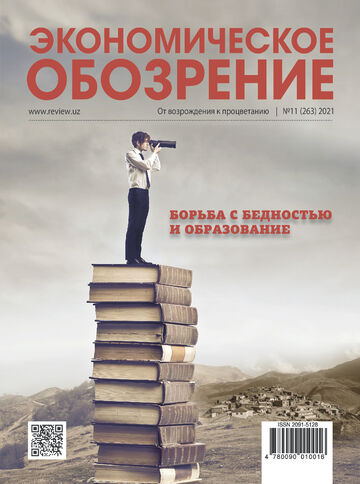 ЭКОНОМИЧЕСКОЕ
ОБОЗРЕНИЕ
www.review.uz
От возрождения к процветанию | №11 (263) 2021
БОРЬБА С БЕДНОСТЬЮ
И ОБРАЗОВАНИЕ
ISSN 2091-5128
4 780090 010018